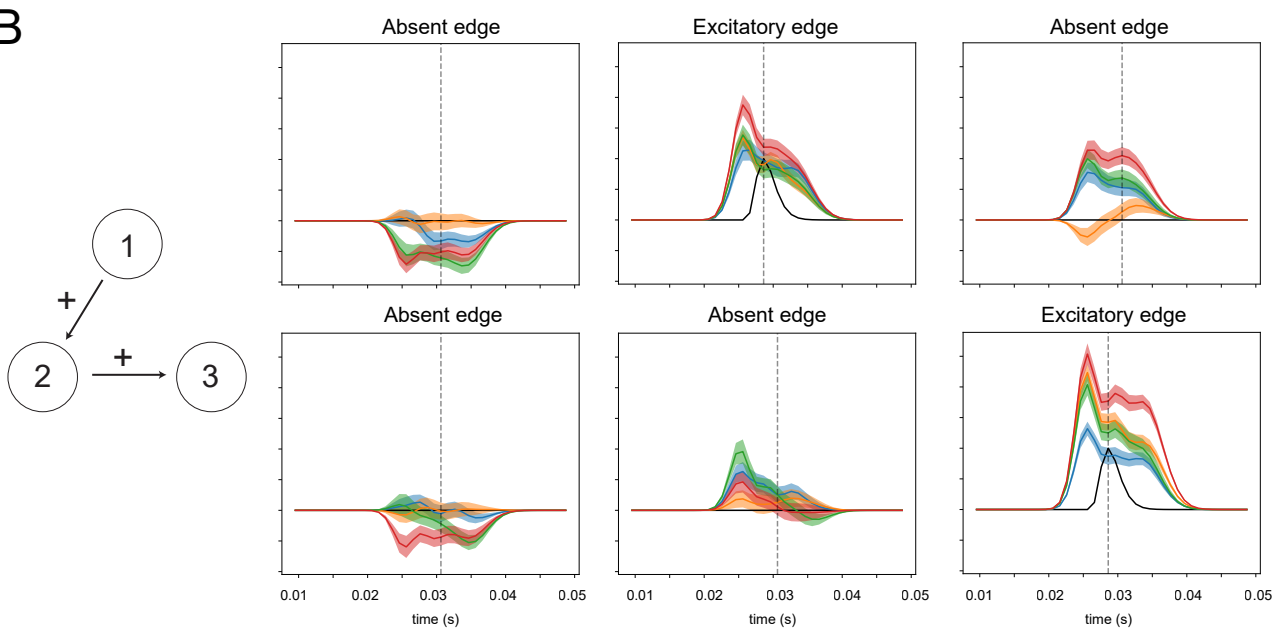 B
Absent edge
Excitatory edge
Absent edge
1
+
2
+
3
Absent edge
Absent edge
Excitatory edge
0.01 0.02 0.03 0.04 0.05
0.01 0.02 0.03 0.04 0.05
0.01 0.02 0.03 0.04 0.05
time (s)
time (s)
time (s)